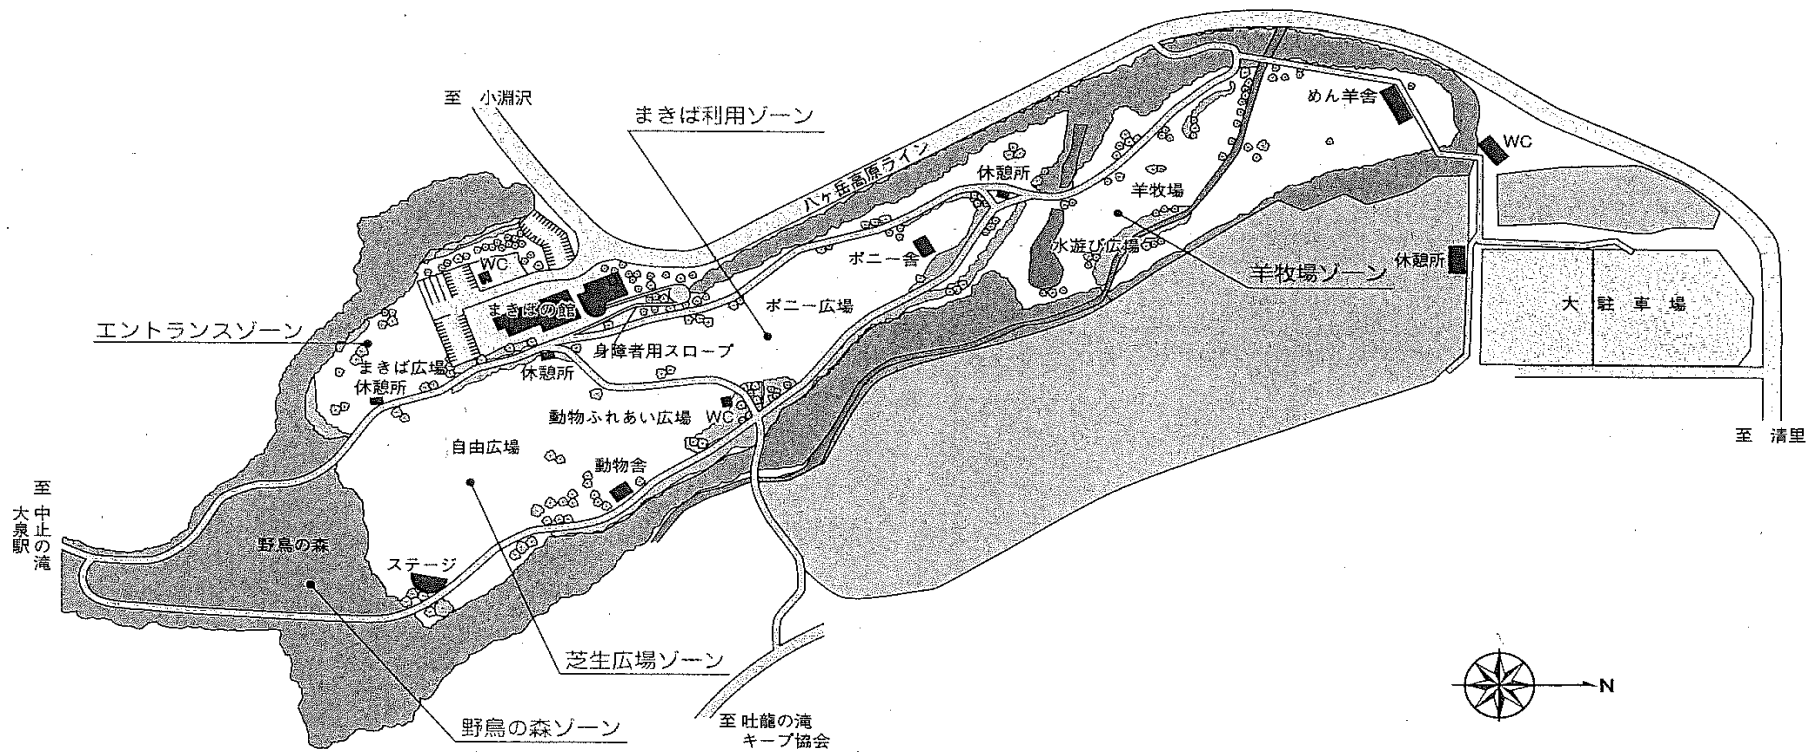 至 小淵沢
まきば利用ゾーン
八ヶ岳高原ライン
めん羊舎
WC
休憩所
羊牧場
水遊び広場
羊牧場ゾーン
休憩所
大駐車場
至 清里
ポニー舎
ポニー広場
WC
まきばの館
エントランスゾーン
まきば広場
休憩所
休憩所
身障者用スロープ
動物ふれあい広場
WC
自由広場
動物舎
至 中止の滝
大泉駅
野鳥の森
ステージ
芝生広場ゾーン
野鳥の森ゾーン
至 吐龍の滝
キープ協会
N